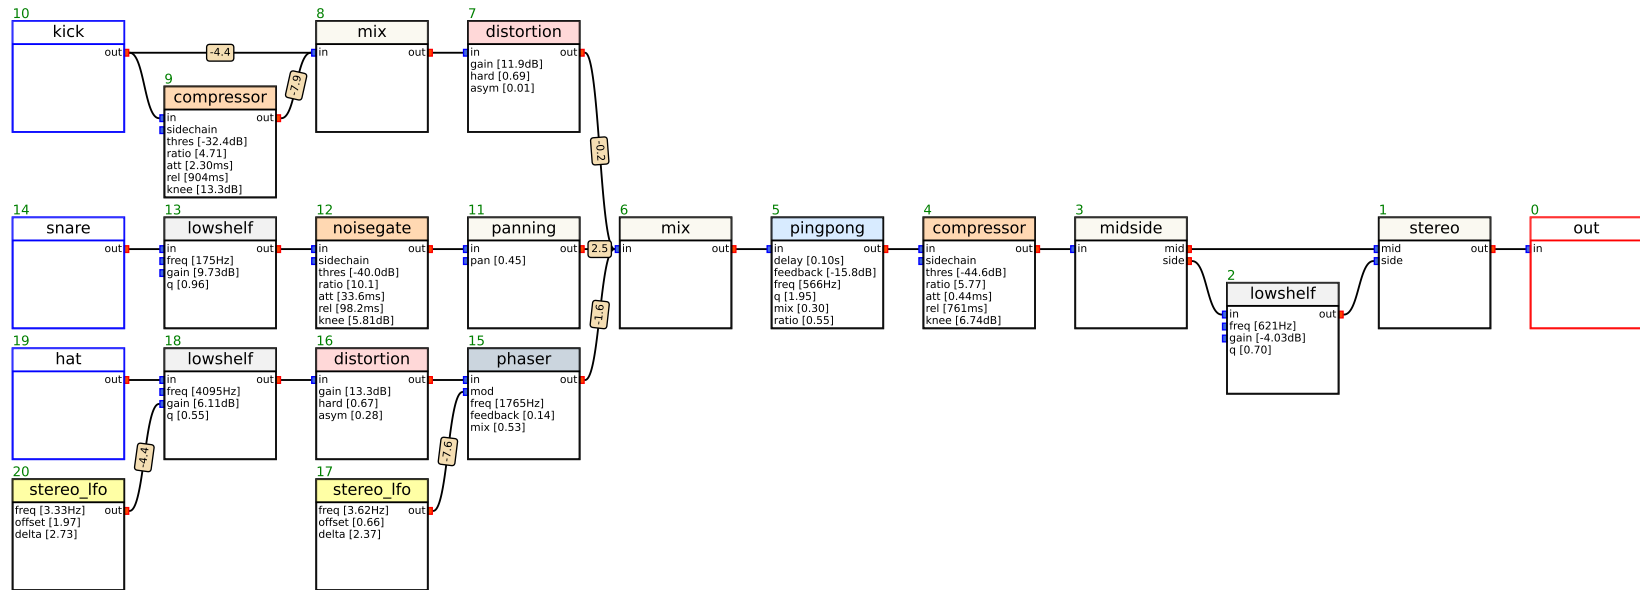 10
kick
out
-4.4
9
compressor
in out
sidechain
thres [-32.4dB]
ratio [4.71]
att [2.30ms]
rel [904ms]
knee [13.3dB]
-7.9
8
mix
in out
7
distortion
in out
gain [11.9dB]
hard [0.69]
asym [0.01]
-0.2
14
snare
out
13
lowshelf
in out
freq [175Hz]
gain [9.73dB]
q [0.96]
12
noisegate
in out
sidechain
thres [-40.0dB]
ratio [10.1]
att [33.6ms]
rel [98.2ms]
knee [5.81dB]
11
panning
in out
pan [0.45]
2.5
6
mix
in out
5
pingpong
in out
delay [0.10s]
feedback [-15.8dB]
freq [566Hz]
q [1.95]
mix [0.30]
ratio [0.55]
4
compressor
in out
sidechain
thres [-44.6dB]
ratio [5.77]
att [0.44ms]
rel [761ms]
knee [6.74dB]
3
midside
in mid
side
2
lowshelf
in out
freq [621Hz]
gain [-4.03dB]
q [0.70]
1
stereo
mid out
side
0
out
in
19
hat
out
18
lowshelf
in out
freq [4095Hz]
gain [6.11dB]
q [0.55]
16
distortion
in out
gain [13.3dB]
hard [0.67]
asym [0.28]
15
phaser
in out
mod
freq [1765Hz]
feedback [0.14]
mix [0.53]
-1.6
20
stereo_lfo
freq [3.33Hz] out
offset [1.97]
delta [2.73]
-4.4
17
stereo_lfo
freq [3.62Hz] out
offset [0.66]
delta [2.37]
-7.6